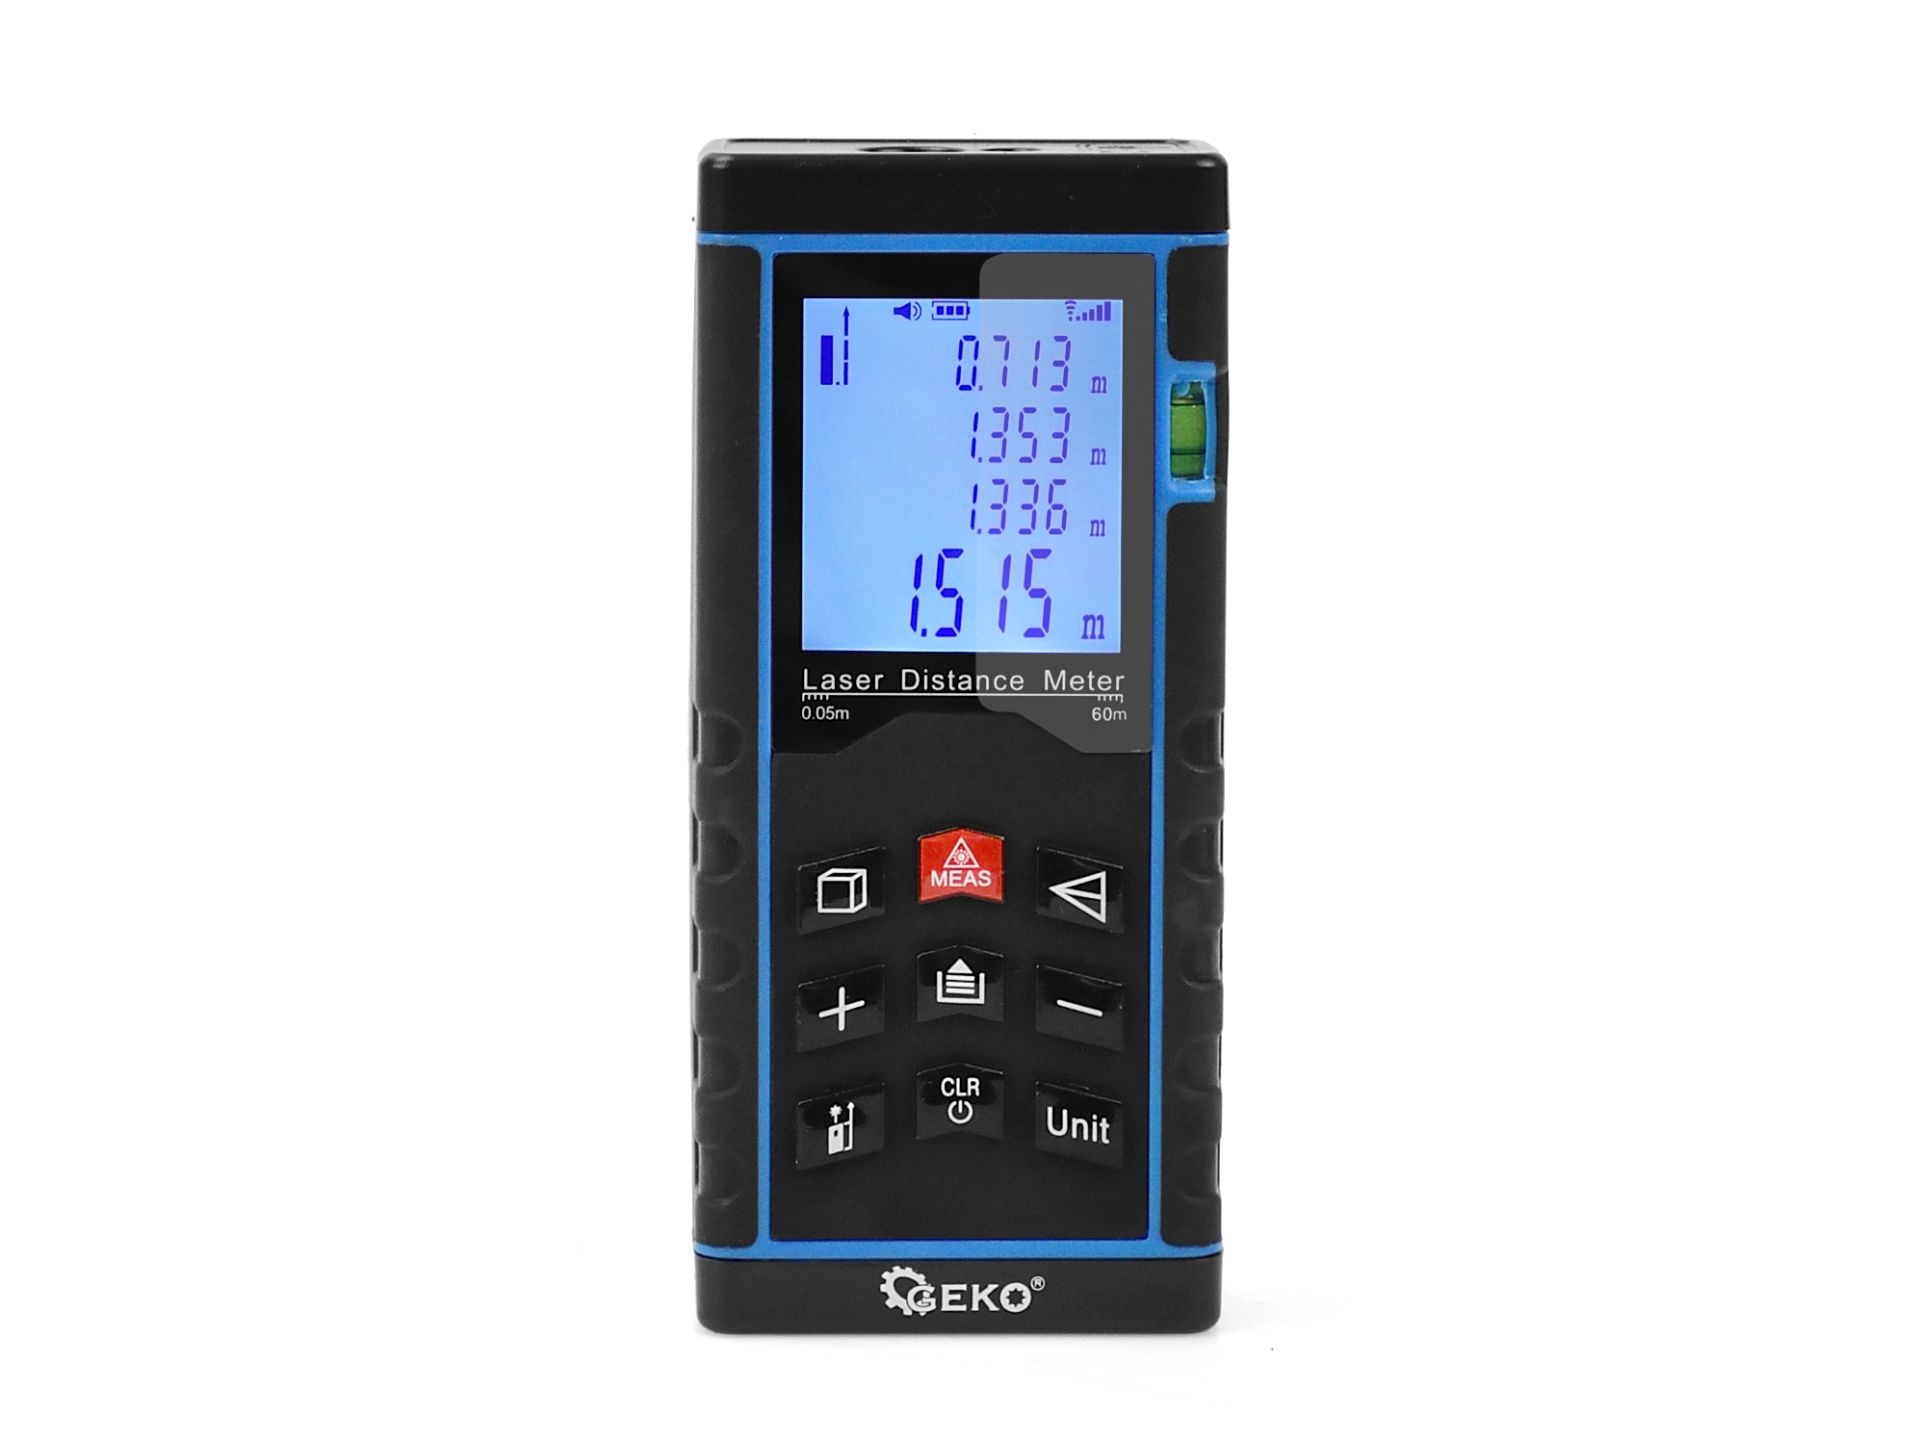 0.713 m
1.353 m
1.336 m
1.515 m
Laser Distance Meter
0.05m 60m
MEAS
CLR
Unit
GEKO®